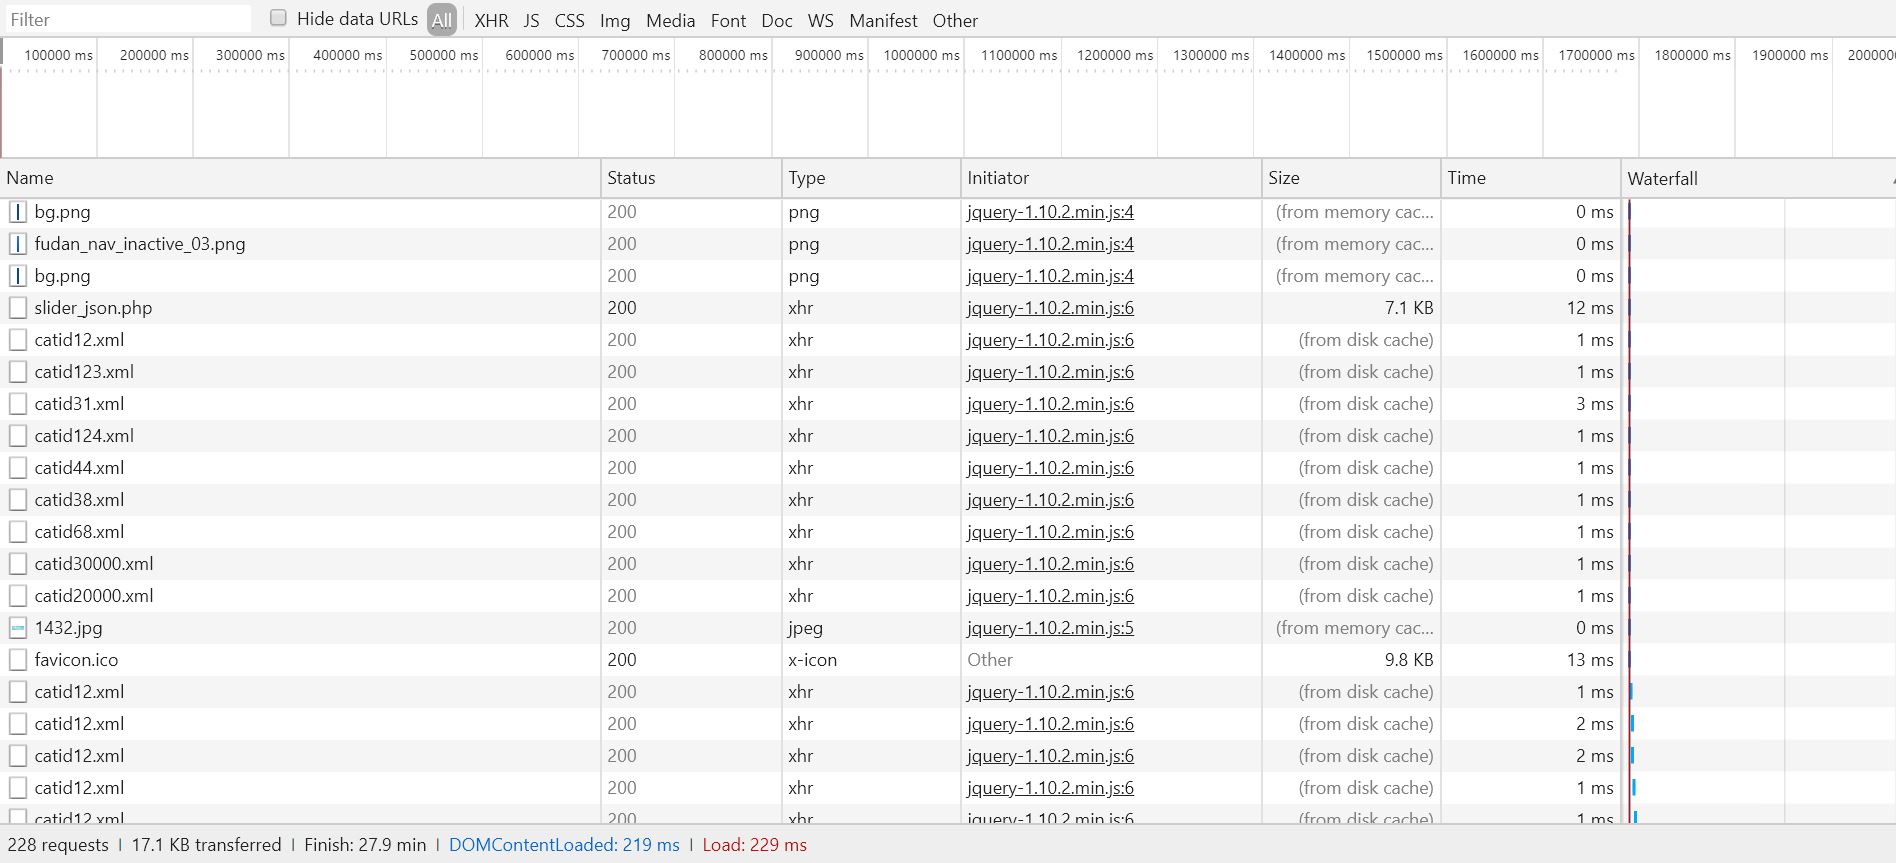 Filter Hide data URLs All XHR JS CSS Img Media Font Doc WS Manifest Other
100000 ms 200000 ms 300000 ms 400000 ms 500000 ms 600000 ms 700000 ms 800000 ms 900000 ms 1000000 ms 1100000 ms 1200000 ms 1300000 ms 1400000 ms 1500000 ms 1600000 ms 1700000 ms 1800000 ms 1900000 ms
Name Status Type Initiator Size Time Waterfall
bg.png 200 png jquery-1.10.2.min.js:4 (from memory cac... 0 ms
fudan_nav_inactive_03.png 200 png jquery-1.10.2.min.js:4 (from memory cac... 0 ms
bg.png 200 png jquery-1.10.2.min.js:4 (from memory cac... 0 ms
slider_json.php 200 xhr jquery-1.10.2.min.js:6 7.1 KB 12 ms
catid12.xml 200 xhr jquery-1.10.2.min.js:6 (from disk cache) 1 ms
catid123.xml 200 xhr jquery-1.10.2.min.js:6 (from disk cache) 1 ms
catid31.xml 200 xhr jquery-1.10.2.min.js:6 (from disk cache) 3 ms
catid124.xml 200 xhr jquery-1.10.2.min.js:6 (from disk cache) 1 ms
catid44.xml 200 xhr jquery-1.10.2.min.js:6 (from disk cache) 1 ms
catid38.xml 200 xhr jquery-1.10.2.min.js:6 (from disk cache) 1 ms
catid68.xml 200 xhr jquery-1.10.2.min.js:6 (from disk cache) 1 ms
catid30000.xml 200 xhr jquery-1.10.2.min.js:6 (from disk cache) 1 ms
catid20000.xml 200 xhr jquery-1.10.2.min.js:6 (from disk cache) 1 ms
1432.jpg 200 jpeg jquery-1.10.2.min.js:5 (from memory cac... 0 ms
favicon.ico 200 x-icon Other 9.8 KB 13 ms
catid12.xml 200 xhr jquery-1.10.2.min.js:6 (from disk cache) 1 ms
catid12.xml 200 xhr jquery-1.10.2.min.js:6 (from disk cache) 2 ms
catid12.xml 200 xhr jquery-1.10.2.min.js:6 (from disk cache) 2 ms
catid12.xml 200 xhr jquery-1.10.2.min.js:6 (from disk cache) 1 ms
catid12.xml 200 xhr jquery-1.10.2.min.js:6 (from disk cache) 1 ms
228 requests | 17.1 KB transferred | Finish: 27.9 min | DOMContentLoaded: 219 ms | Load: 229 ms